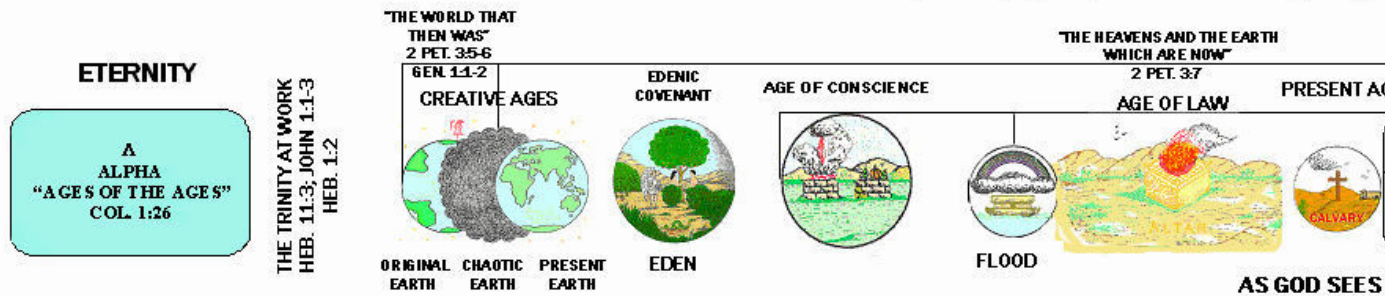 ETERNITY
A
ALPHA
“AGES OF THE AGES”
COL. 1:26
THE TRINITY AT WORK
HEB. 11:3; JOHN 1:1-3
HEB. 1:2
"THE WORLD THAT
THEN WAS"
2 PET. 3:5-6
GEN. 1:1-2
CREATIVE AGES
ORIGINAL
EARTH
CHAOTIC
EARTH
PRESENT
EARTH
EDENIC
COVENANT
EDEN
AGE OF CONSCIENCE
FLOOD
"THE HEAVENS AND THE EARTH
WHICH ARE NOW"
2 PET. 3:7
AGE OF LAW
ALTAR
PRESENT
CALVARY
AS GOD SEES